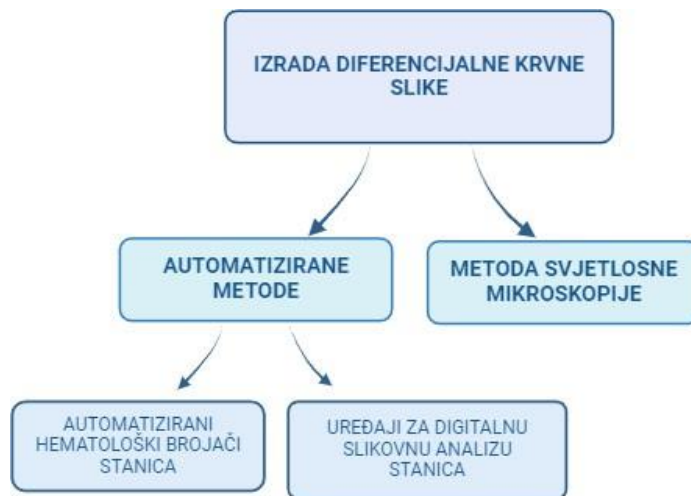 IZRADA DIFERENCIJALNE KRVNE
SLIKE
AUTOMATIZIRANE
METODE
METODA SVJETLOSNE
MIKROSKOPIJE
AUTOMATIZIRANI
HEMATOLOŠKI BROJAČI
STANICA
UREĐAJI ZA DIGITALNU
SLIKOVNU ANALIZU
STANICA